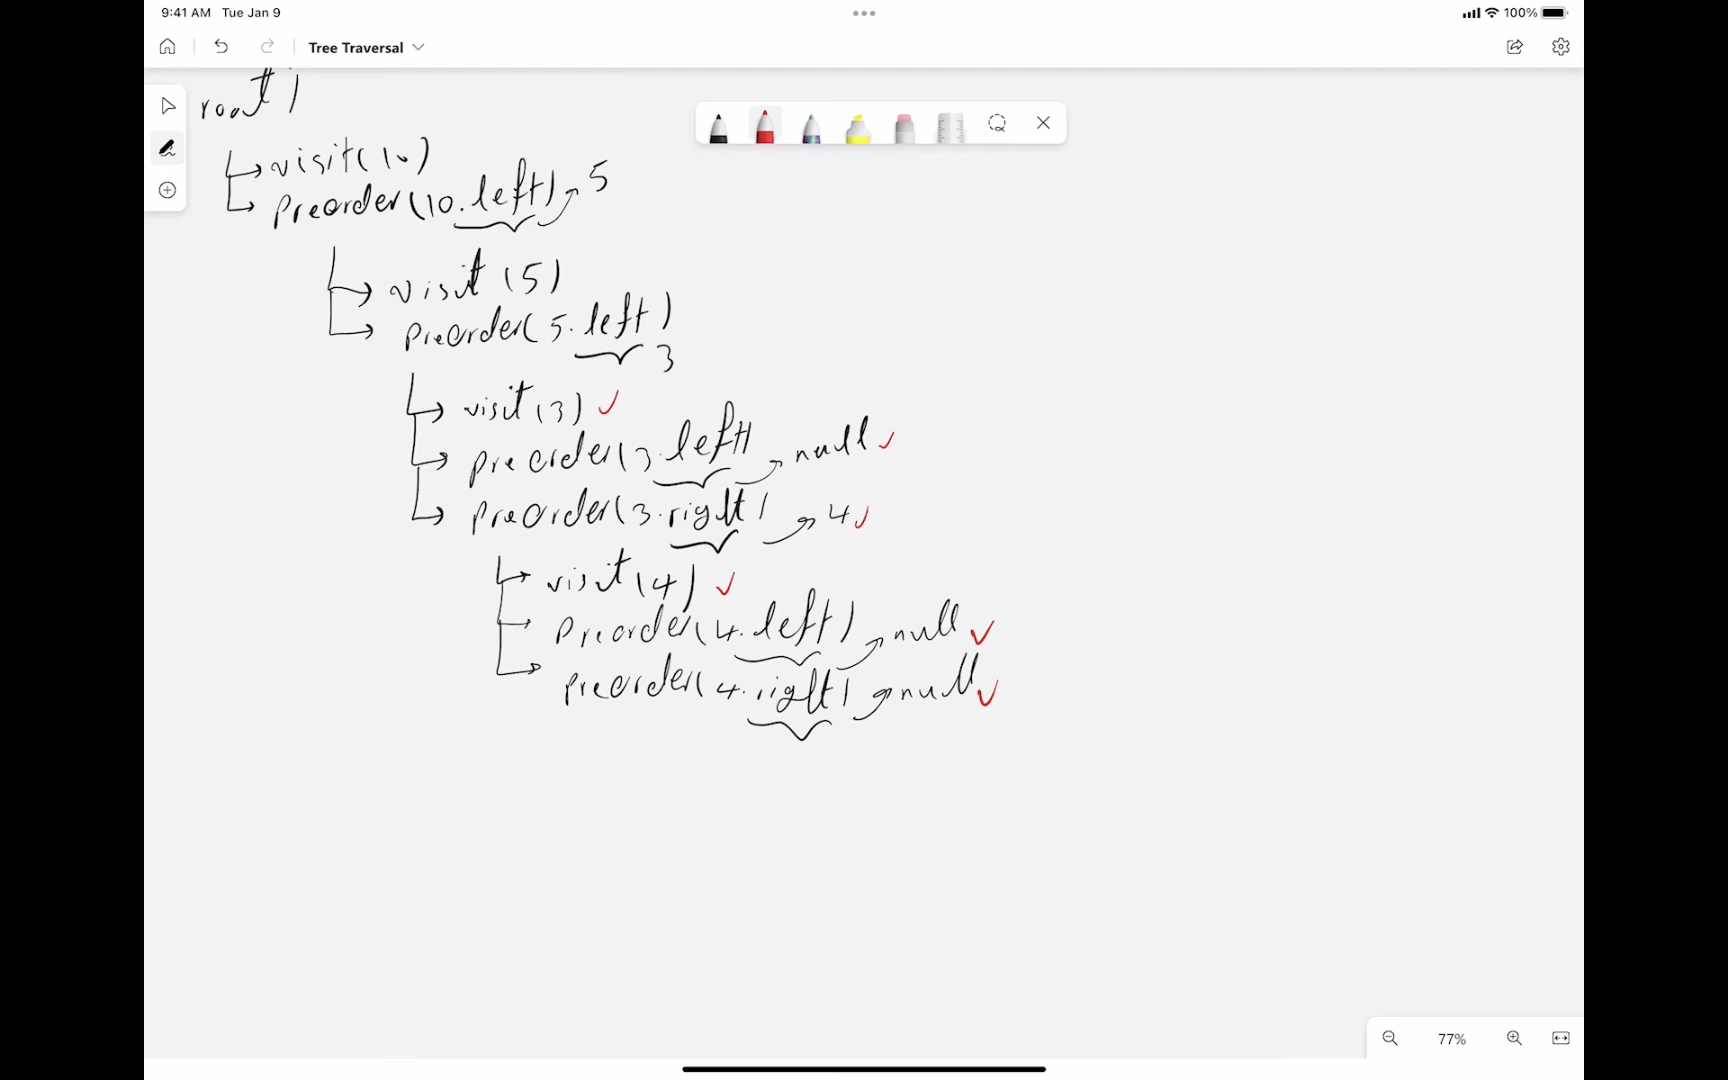 9:41 AM Tue Jan 9
100%
Tree Traversal
root)
visit(10)
preorder(10.left) 5
visit (5)
preorder(5.left)
3
visit(3) ✓
preorder(3.left) null ✓
preorder(3.right) 4 ✓
visit(4) ✓
preorder(4.left) null ✓
preorder(4.right) null ✓
77%